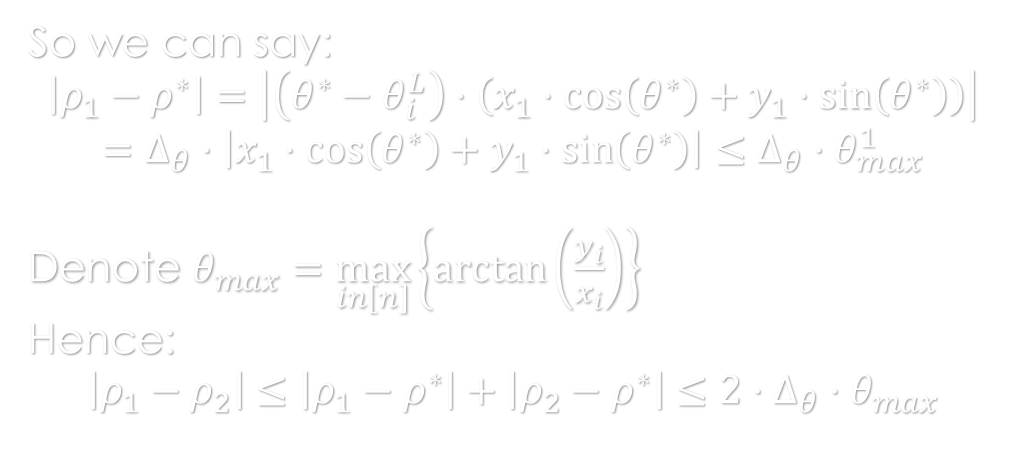 So we can say:
|ρ₁ − ρ*| = |(θ* − θᵢᴸ) · (x₁ · cos(θ*) + y₁ · sin(θ*))|
= Δ_θ · |x₁ · cos(θ*) + y₁ · sin(θ*)| ≤ Δ_θ · θ¹_max
Denote θ_max = max_{in[n]} {arctan(yᵢ/xᵢ)}
Hence:
|ρ₁ − ρ₂| ≤ |ρ₁ − ρ*| + |ρ₂ − ρ*| ≤ 2 · Δ_θ · θ_max